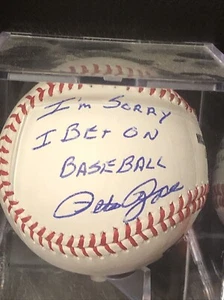 I'm Sorry
I Bet On
Baseball
Pete Rose